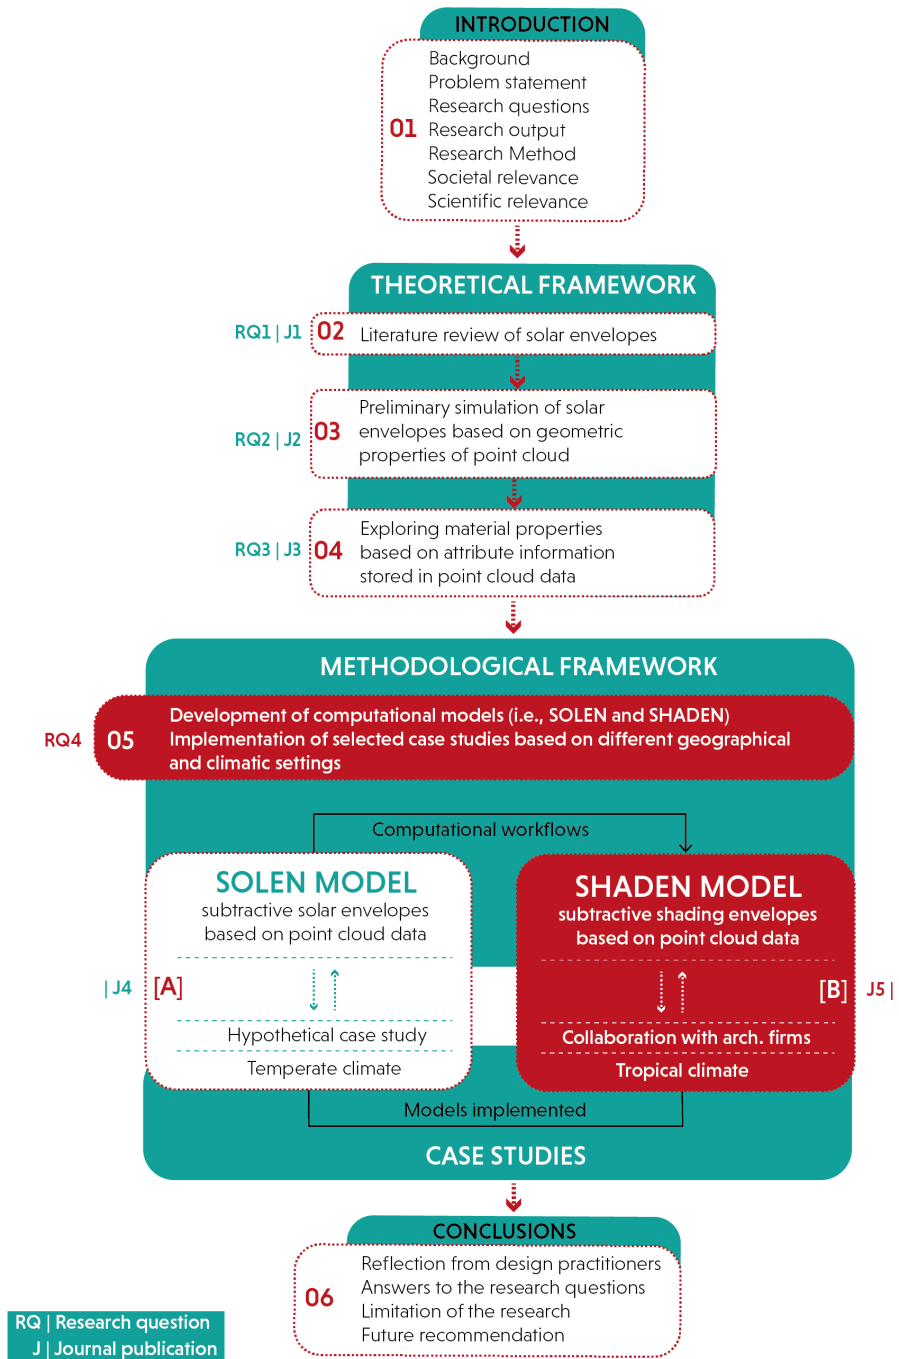 INTRODUCTION
Background
Problem statement
Research questions
01 Research output
Research Method
Societal relevance
Scientific relevance
THEORETICAL FRAMEWORK
RQ1 | J1 02 Literature review of solar envelopes
Preliminary simulation of solar
RQ2 | J2 03 envelopes based on geometric
properties of point cloud
Exploring material properties
RQ3 | J3 04 based on attribute information
stored in point cloud data
METHODOLOGICAL FRAMEWORK
Development of computational models (i.e., SOLEN and SHADEN)
RQ4 05 Implementation of selected case studies based on different geographical
and climatic settings
Computational workflows
SOLEN MODEL
subtractive solar envelopes
based on point cloud data
| J4 [A]
Hypothetical case study
Temperate climate
SHADEN MODEL
subtractive shading envelopes
based on point cloud data
[B] J5 |
Collaboration with arch. firms
Tropical climate
Models implemented
CASE STUDIES
CONCLUSIONS
Reflection from design practitioners
06 Answers to the research questions
Limitation of the research
Future recommendation
RQ | Research question
J | Journal publication